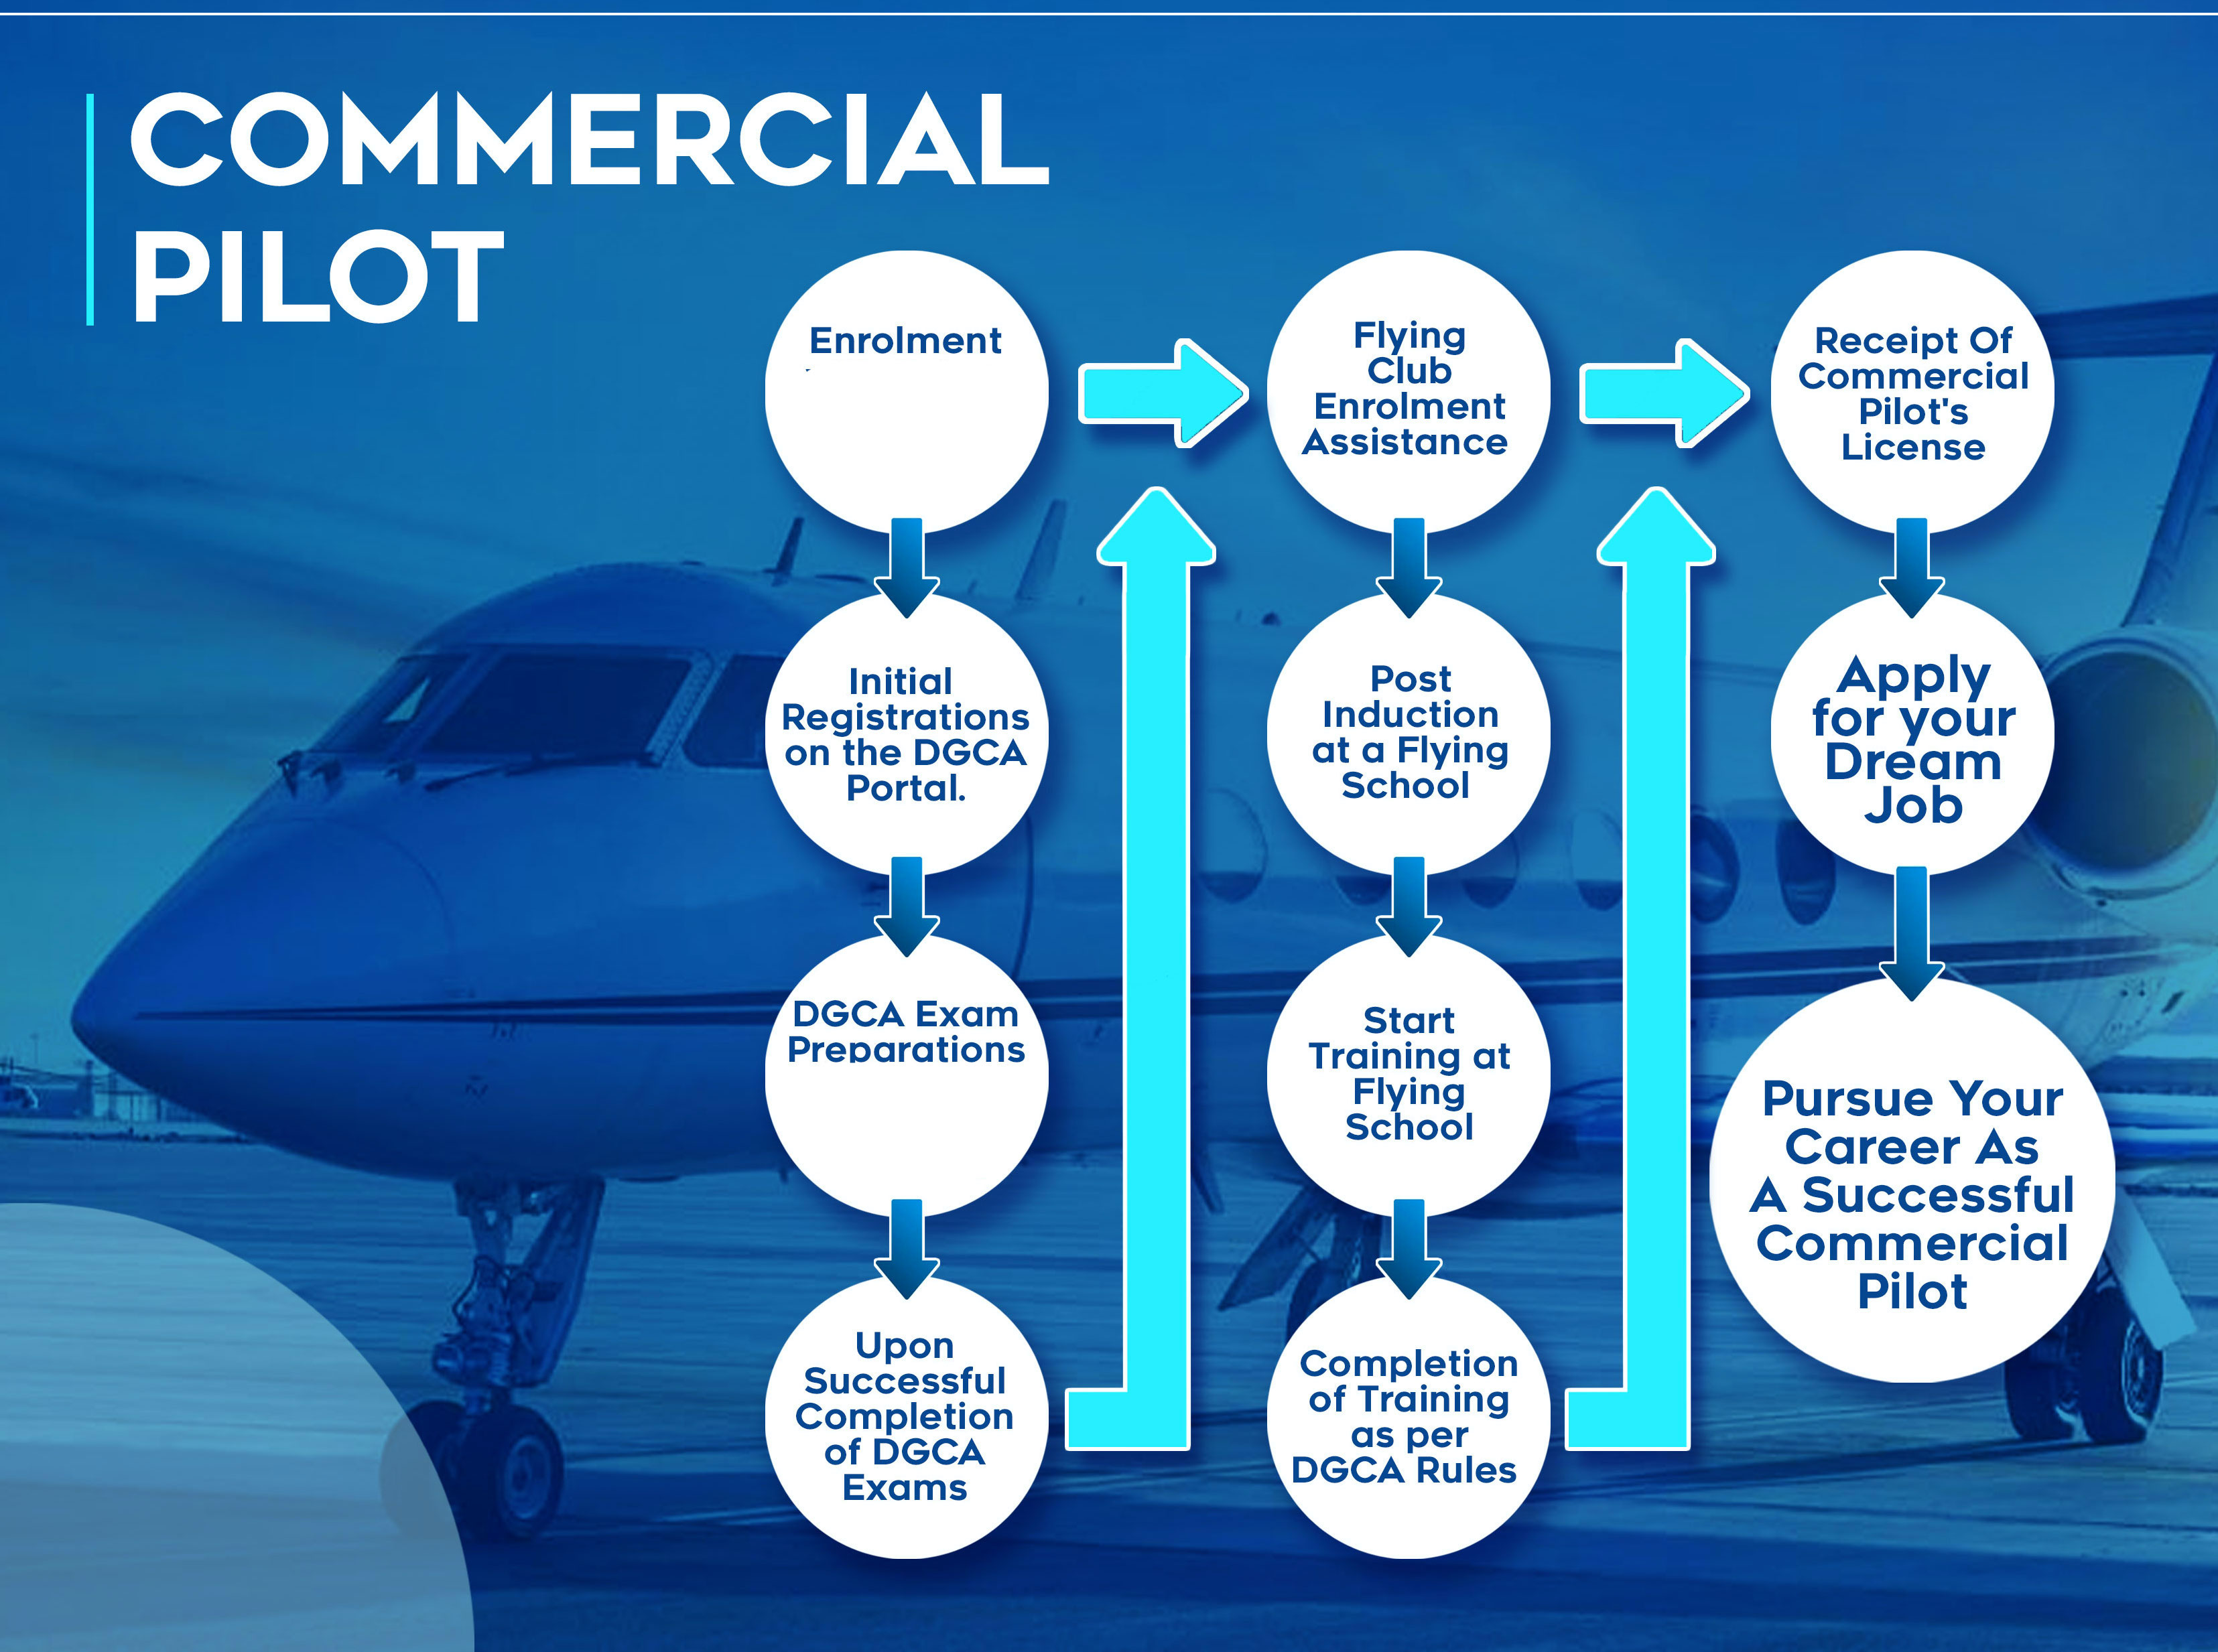 COMMERCIAL
PILOT
Enrolment
Initial
Registrations
on the DGCA
Portal.
DGCA Exam
Preparations
Upon
Successful
Completion
of DGCA
Exams
Flying
Club
Enrolment
Assistance
Post
Induction
at a Flying
School
Start
Training at
Flying
School
Completion
of Training
as per
DGCA Rules
Receipt Of
Commercial
Pilot's
License
Apply
for your
Dream
Job
Pursue Your
Career As
A Successful
Commercial
Pilot